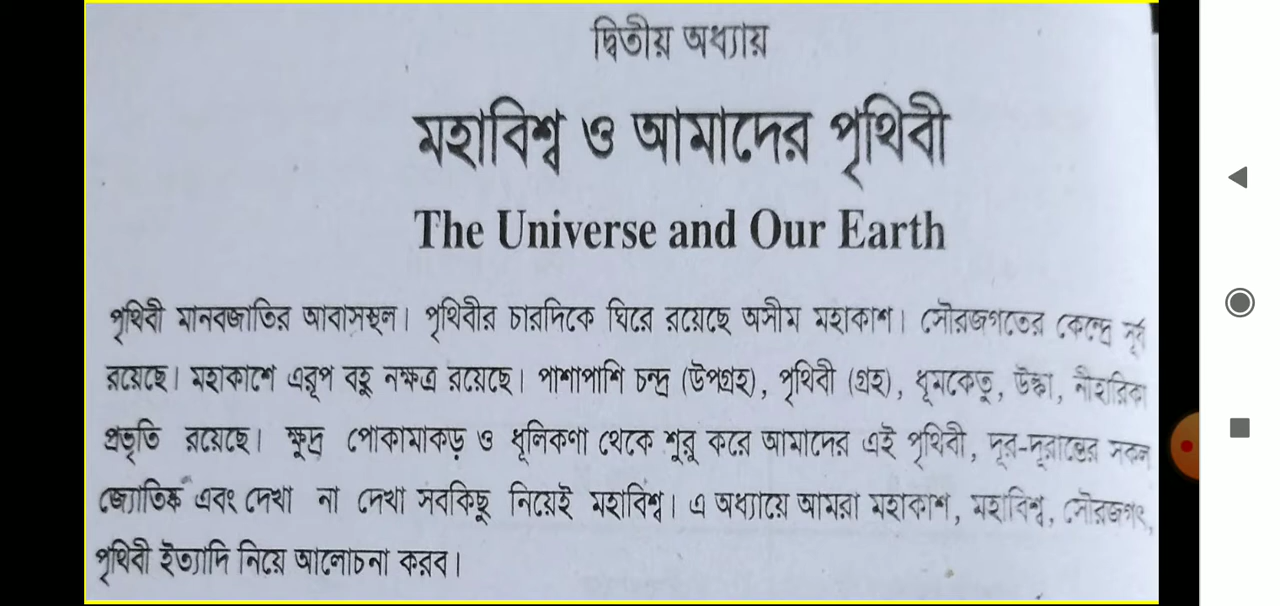 দ্বিতীয় অধ্যায়
মহাবিশ্ব ও আমাদের পৃথিবী
The Universe and Our Earth
পৃথিবী মানবজাতির আবাসস্থল। পৃথিবীর চারদিকে ঘিরে রয়েছে অসীম মহাকাশ। সৌরজগতের কেন্দ্রে সূর্য
রয়েছে। মহাকাশে এরূপ বহু নক্ষত্র রয়েছে। পাশাপাশি চন্দ্র (উপগ্রহ), পৃথিবী (গ্রহ), ধূমকেতু, উল্কা, নীহারিকা
প্রভৃতি রয়েছে। ক্ষুদ্র পোকামাকড় ও ধূলিকণা থেকে শুরু করে আমাদের এই পৃথিবী, দূর-দূরান্তের সকল
জ্যোতিষ্ক এবং দেখা না দেখা সবকিছু নিয়েই মহাবিশ্ব। এ অধ্যায়ে আমরা মহাকাশ, মহাবিশ্ব, সৌরজগৎ,
পৃথিবী ইত্যাদি নিয়ে আলোচনা করব।